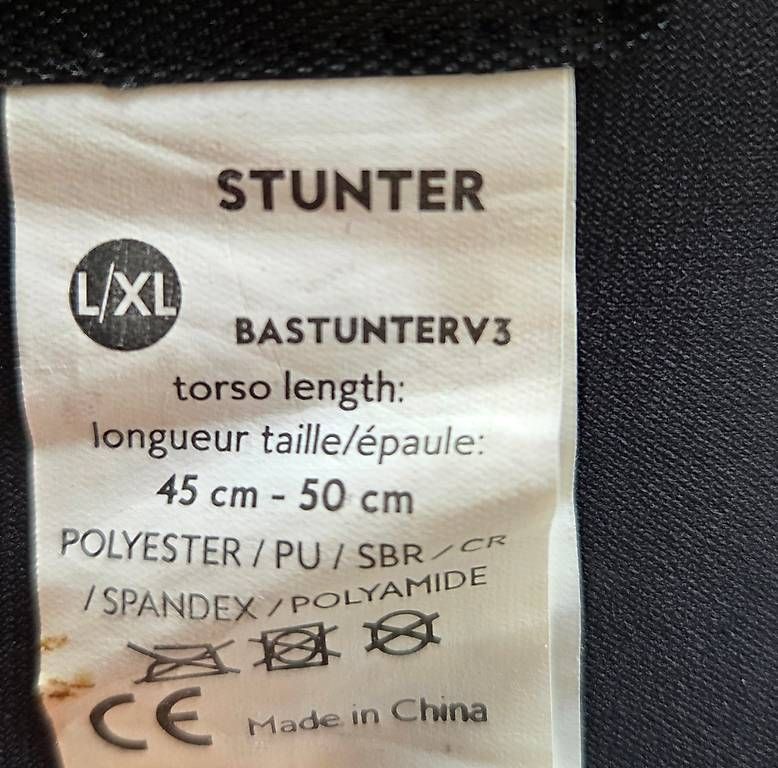 STUNTER
L/XL
BASTUNTERV3
torso length:
longueur taille/épaule:
45 cm - 50 cm
POLYESTER / PU / SBR / CR
/ SPANDEX / POLYAMIDE
CE Made in China